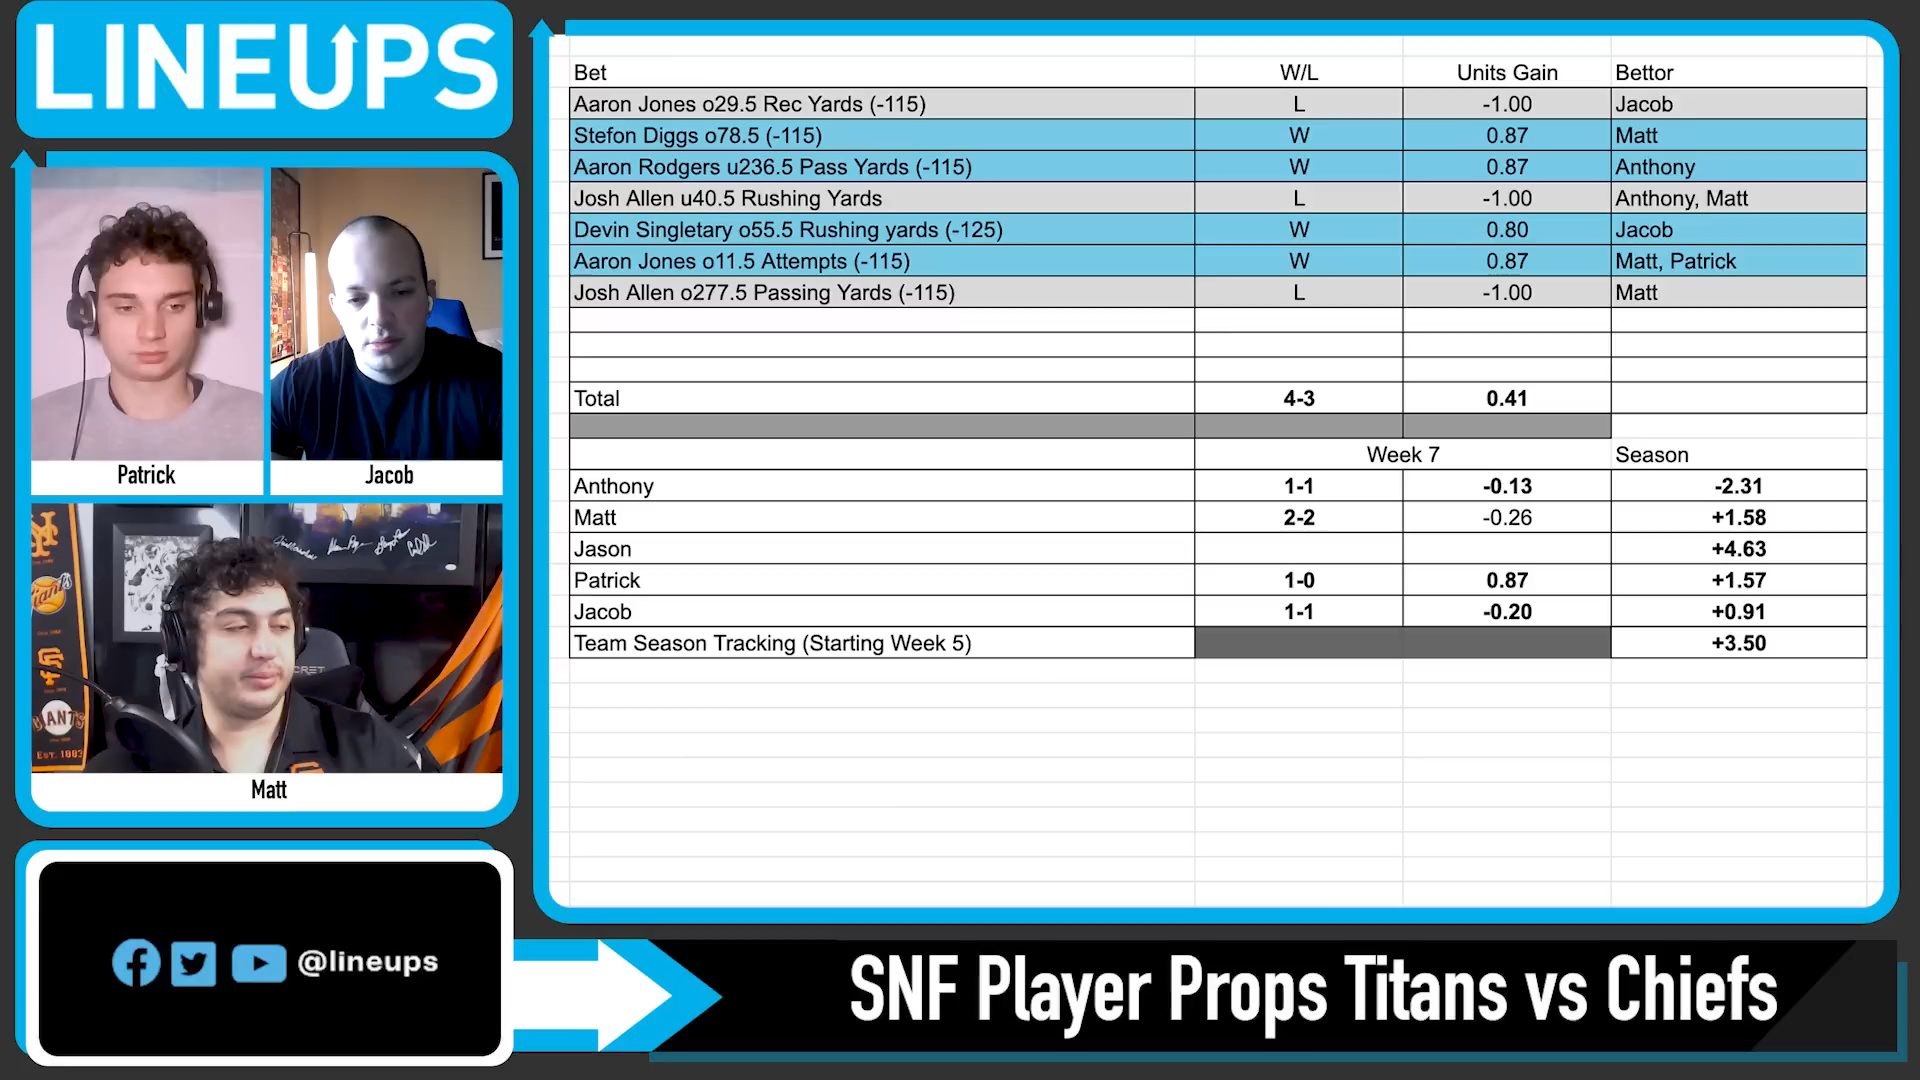 LINEUPS
Patrick
Jacob
GIANTS
EST. 1883
Matt
@lineups
Bet W/L Units Gain Bettor
Aaron Jones o29.5 Rec Yards (-115) L -1.00 Jacob
Stefon Diggs o78.5 (-115) W 0.87 Matt
Aaron Rodgers u236.5 Pass Yards (-115) W 0.87 Anthony
Josh Allen u40.5 Rushing Yards L -1.00 Anthony, Matt
Devin Singletary o55.5 Rushing yards (-125) W 0.80 Jacob
Aaron Jones o11.5 Attempts (-115) W 0.87 Matt, Patrick
Josh Allen o277.5 Passing Yards (-115) L -1.00 Matt
Total 4-3 0.41
Week 7 Season
Anthony 1-1 -0.13 -2.31
Matt 2-2 -0.26 +1.58
Jason +4.63
Patrick 1-0 0.87 +1.57
Jacob 1-1 -0.20 +0.91
Team Season Tracking (Starting Week 5) +3.50
SNF Player Props Titans vs Chiefs